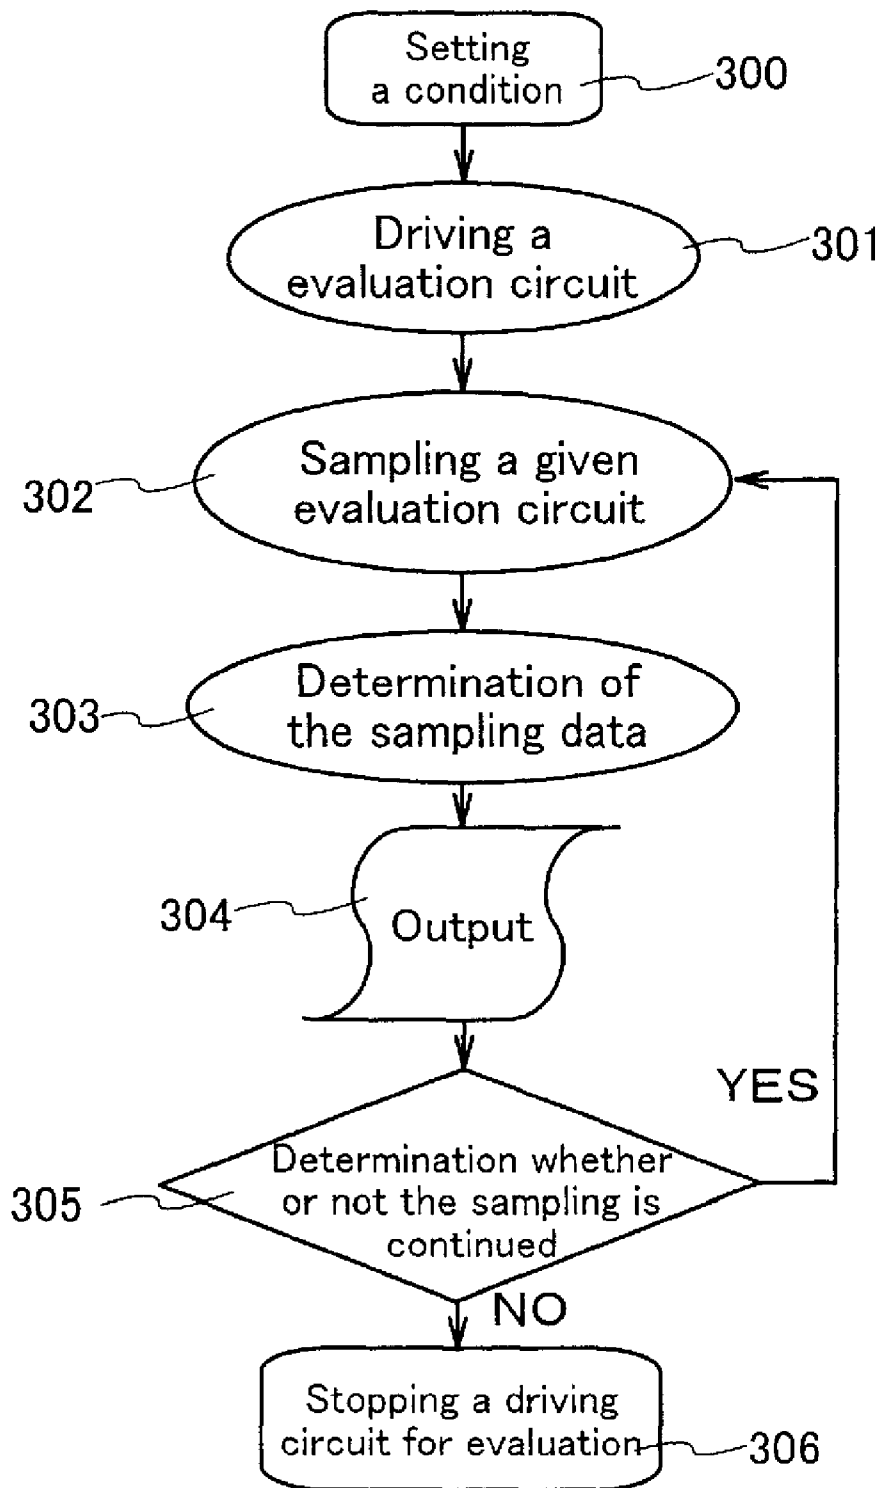 Setting
a condition
300
Driving a
evaluation circuit
301
Sampling a given
evaluation circuit
302
Determination of
the sampling data
303
Output
304
YES
Determination whether
or not the sampling is
continued
305
NO
Stopping a driving
circuit for evaluation
306